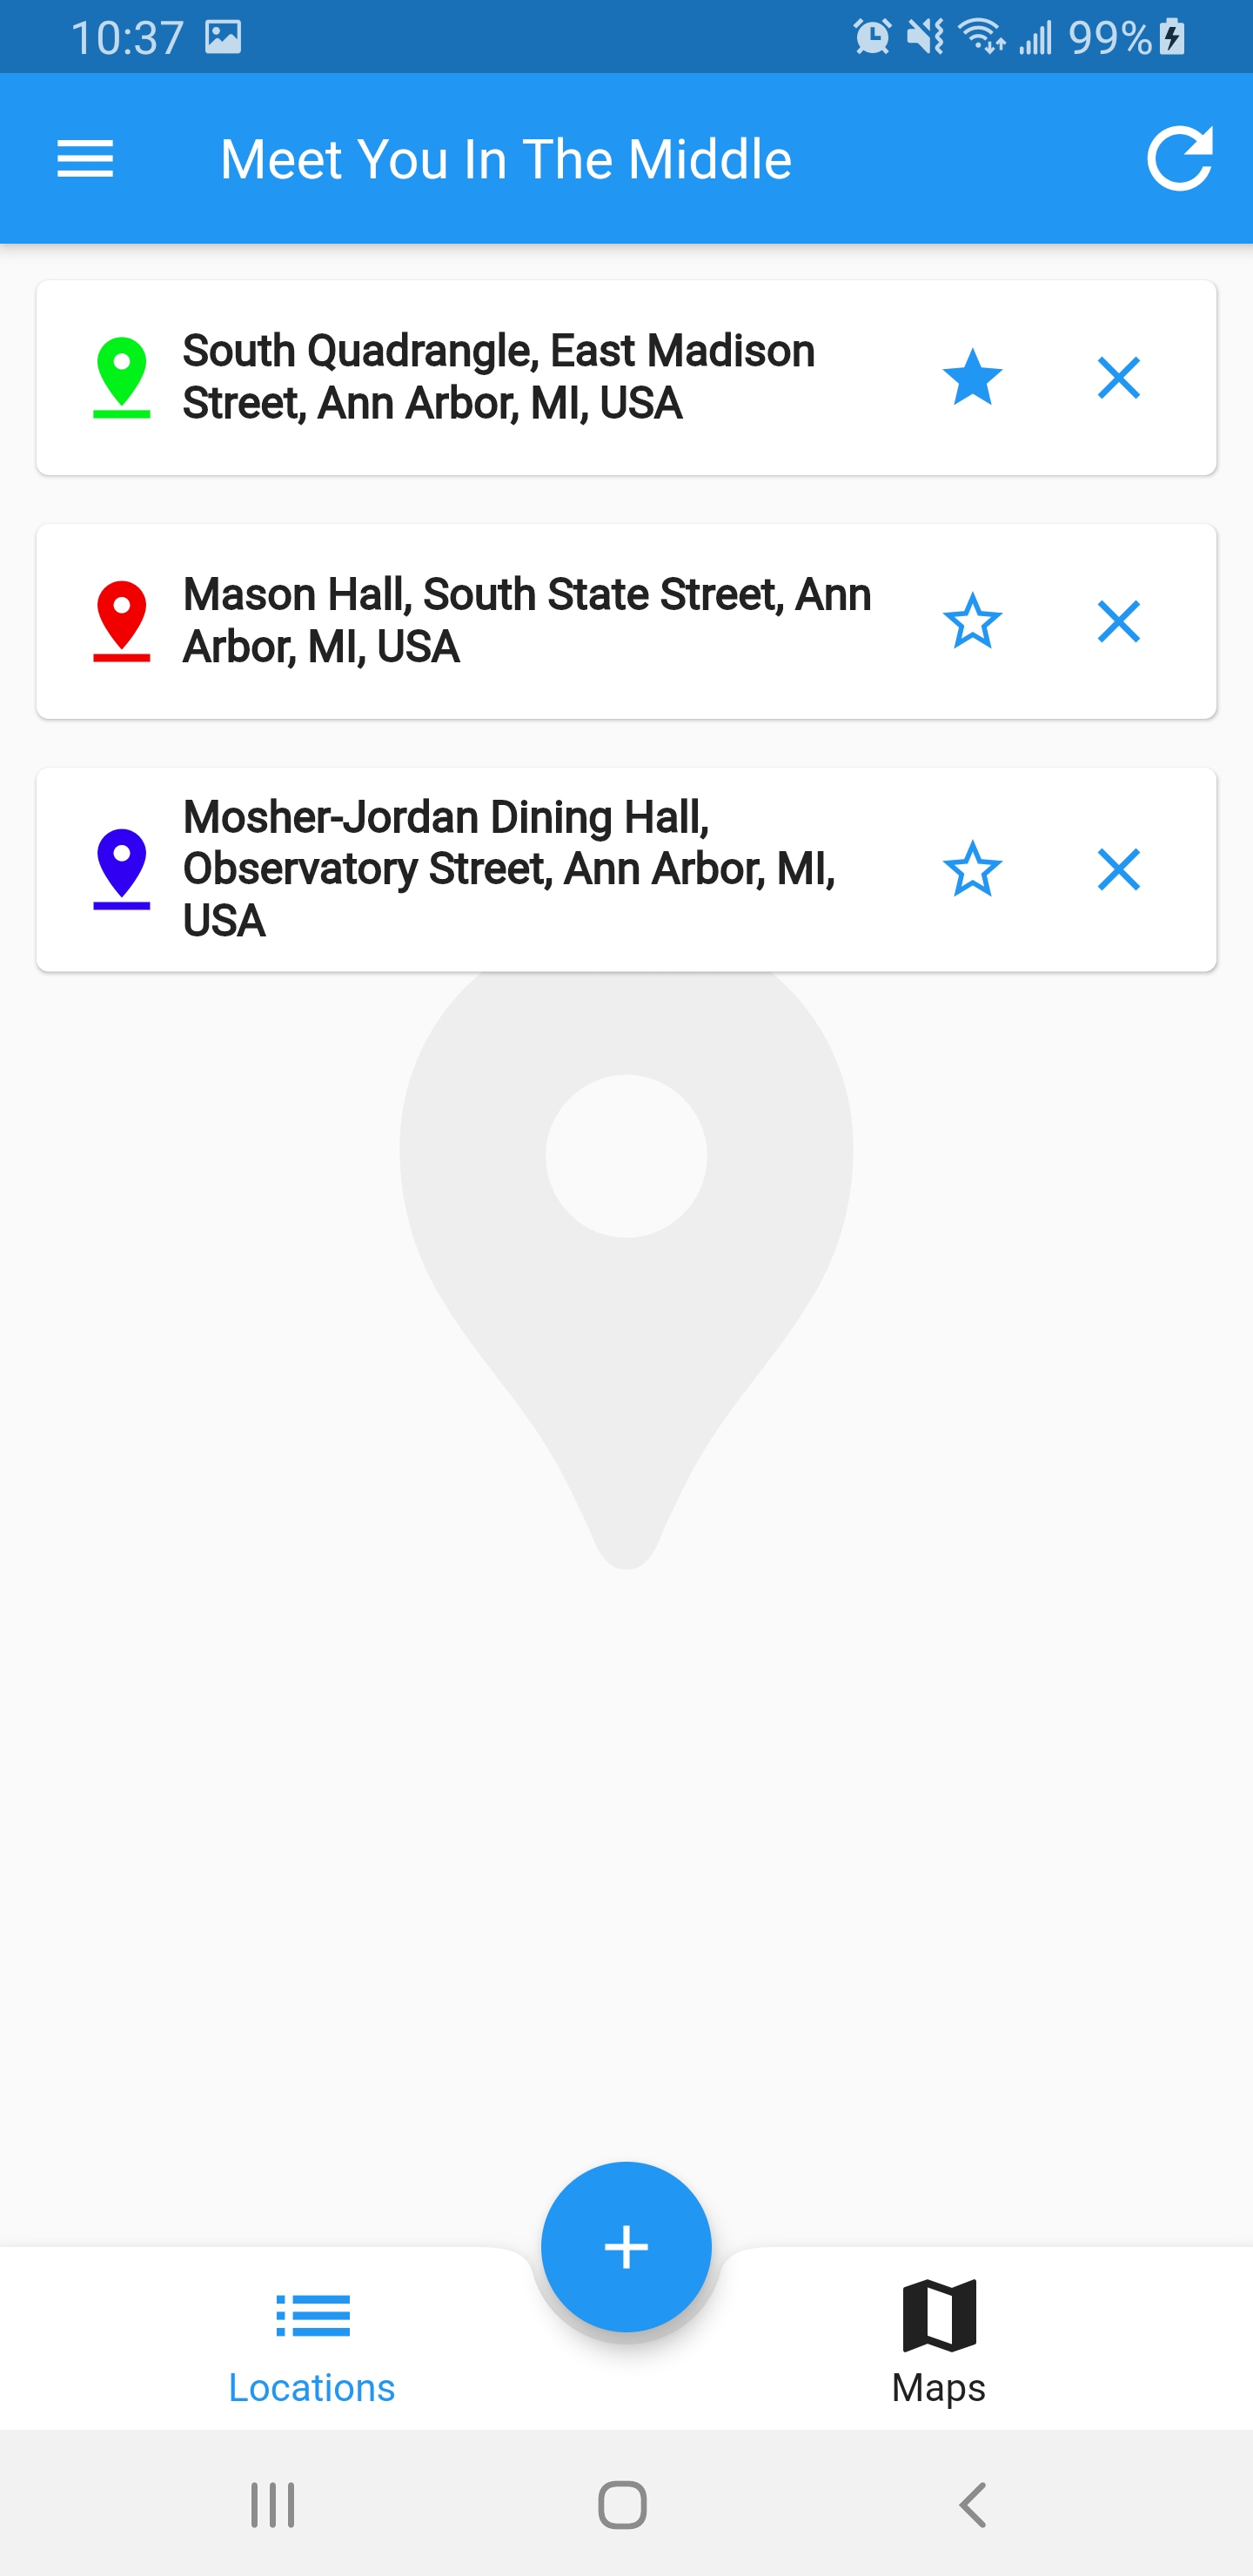 10:37
99%
Meet You In The Middle
South Quadrangle, East Madison
Street, Ann Arbor, MI, USA
Mason Hall, South State Street, Ann
Arbor, MI, USA
Mosher-Jordan Dining Hall,
Observatory Street, Ann Arbor, MI,
USA
Locations
Maps